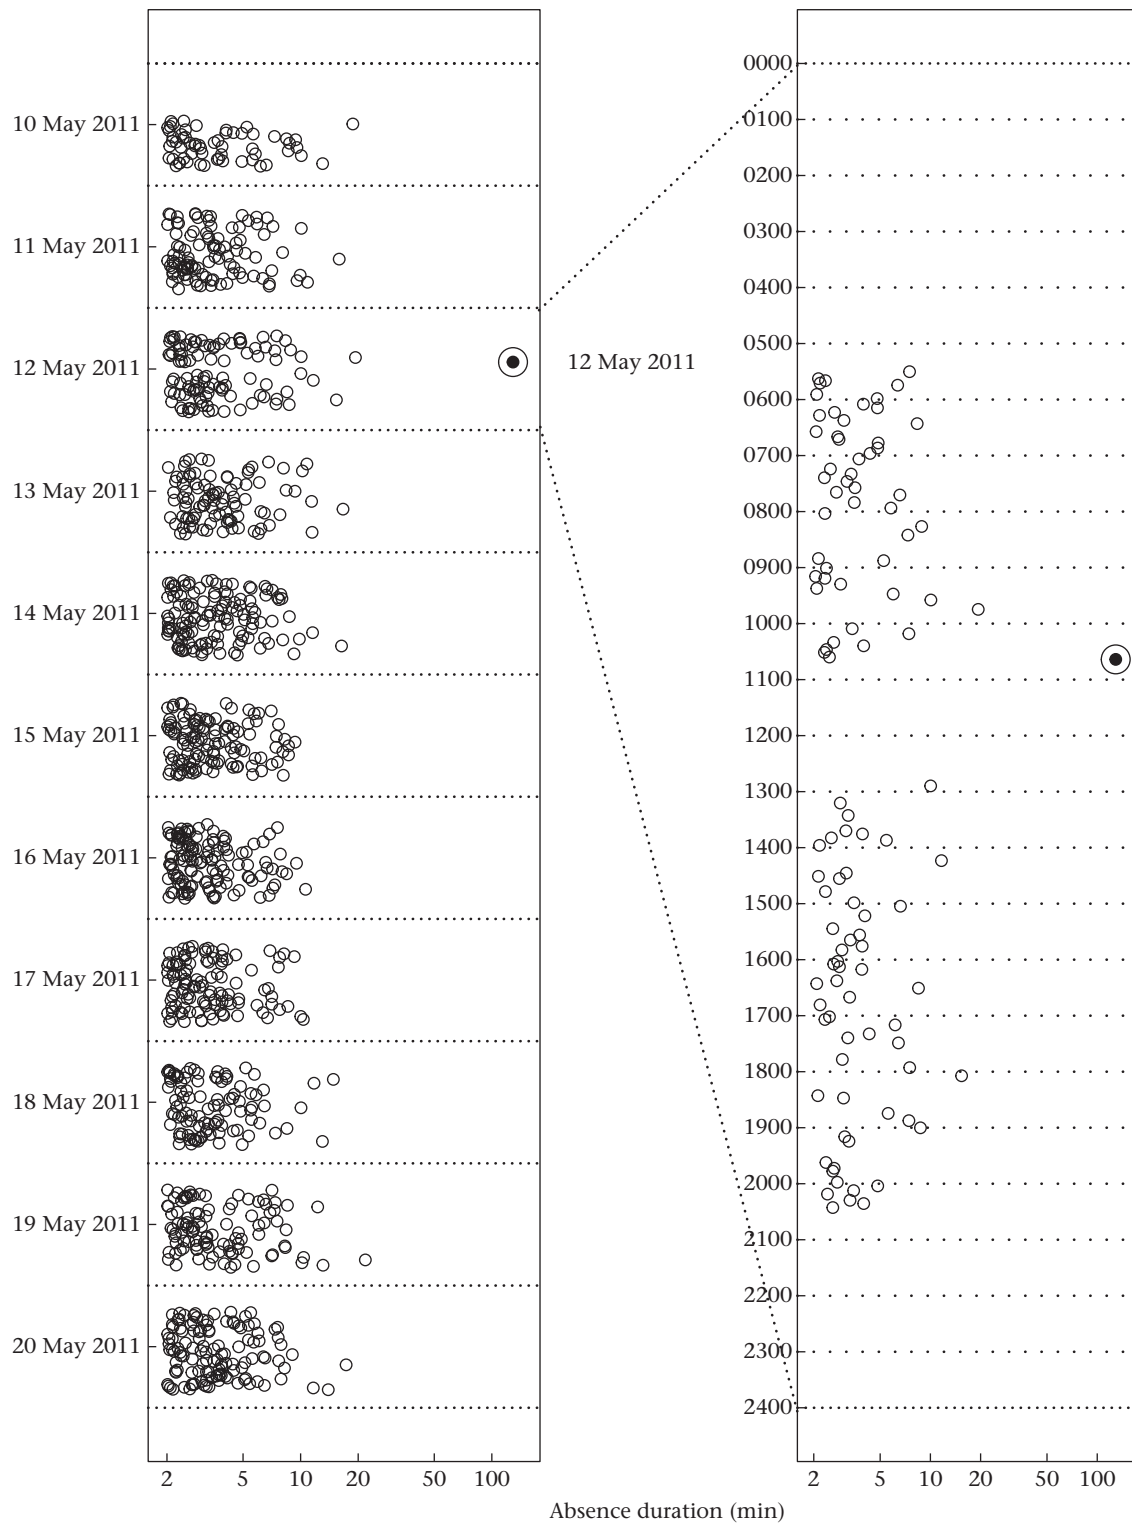 10 May 2011
11 May 2011
12 May 2011
13 May 2011
14 May 2011
15 May 2011
16 May 2011
17 May 2011
18 May 2011
19 May 2011
20 May 2011
2 5 10 50 100
12 May 2011
0000
0100
0200
0300
0400
0500
0600
0700
0800
0900
1000
1100
1200
1300
1400
1500
1600
1700
1800
1900
2000
2100
2200
2300
2400
2 5 10 20 50 100
Absence duration (min)